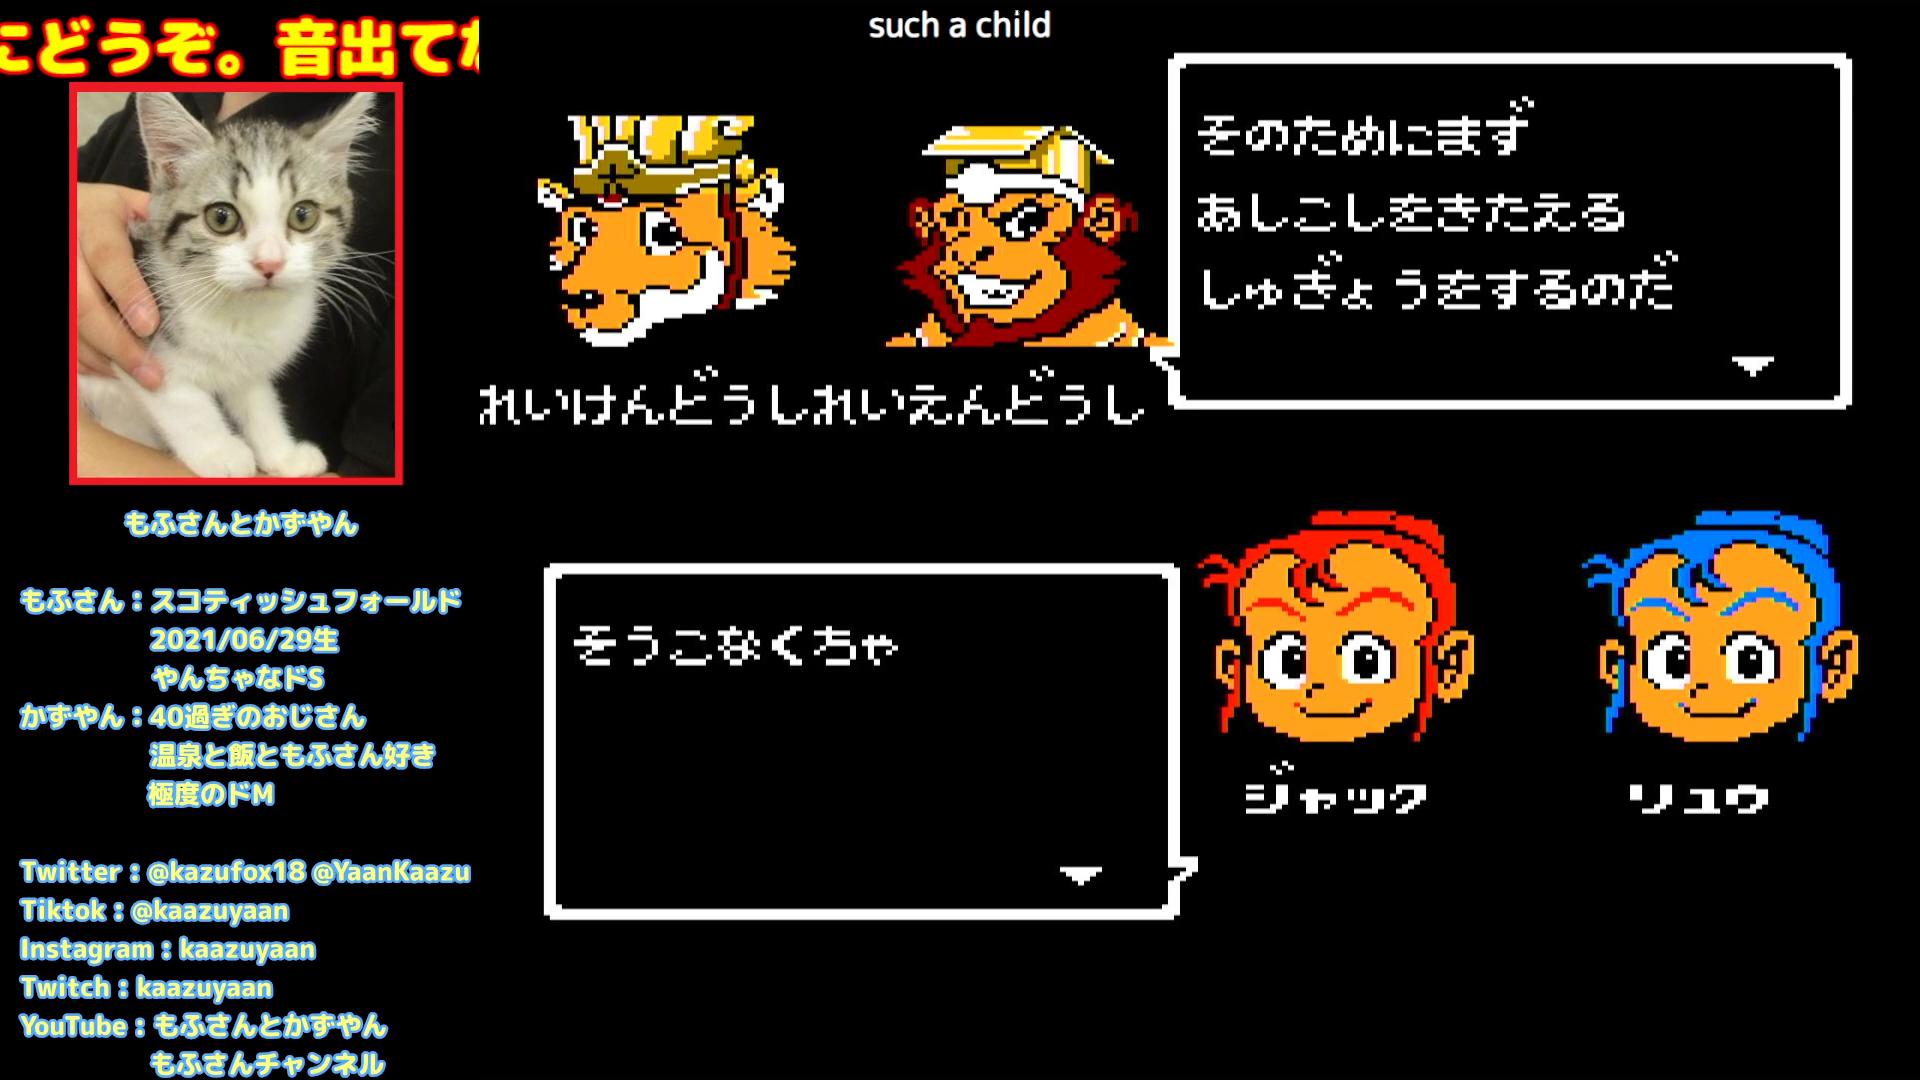 にどうぞ。音出てな
such a child
そのためにまず
あしこしをきたえる
しゅぎょうをするのだ
れいけんどうしれいえんどうし
そうこなくちゃ
ジャック
リュウ
もふさんとかずやん
もふさん：スコティッシュフォールド
2021/06/29生
やんちゃなドS
かずやん：40過ぎのおじさん
温泉と飯ともふさん好き
極度のドM
Twitter：@kazufox18 @YaanKaazu
Tiktok：@kaazuyaan
Instagram：kaazuyaan
Twitch：kaazuyaan
YouTube：もふさんとかずやん
もふさんチャンネル